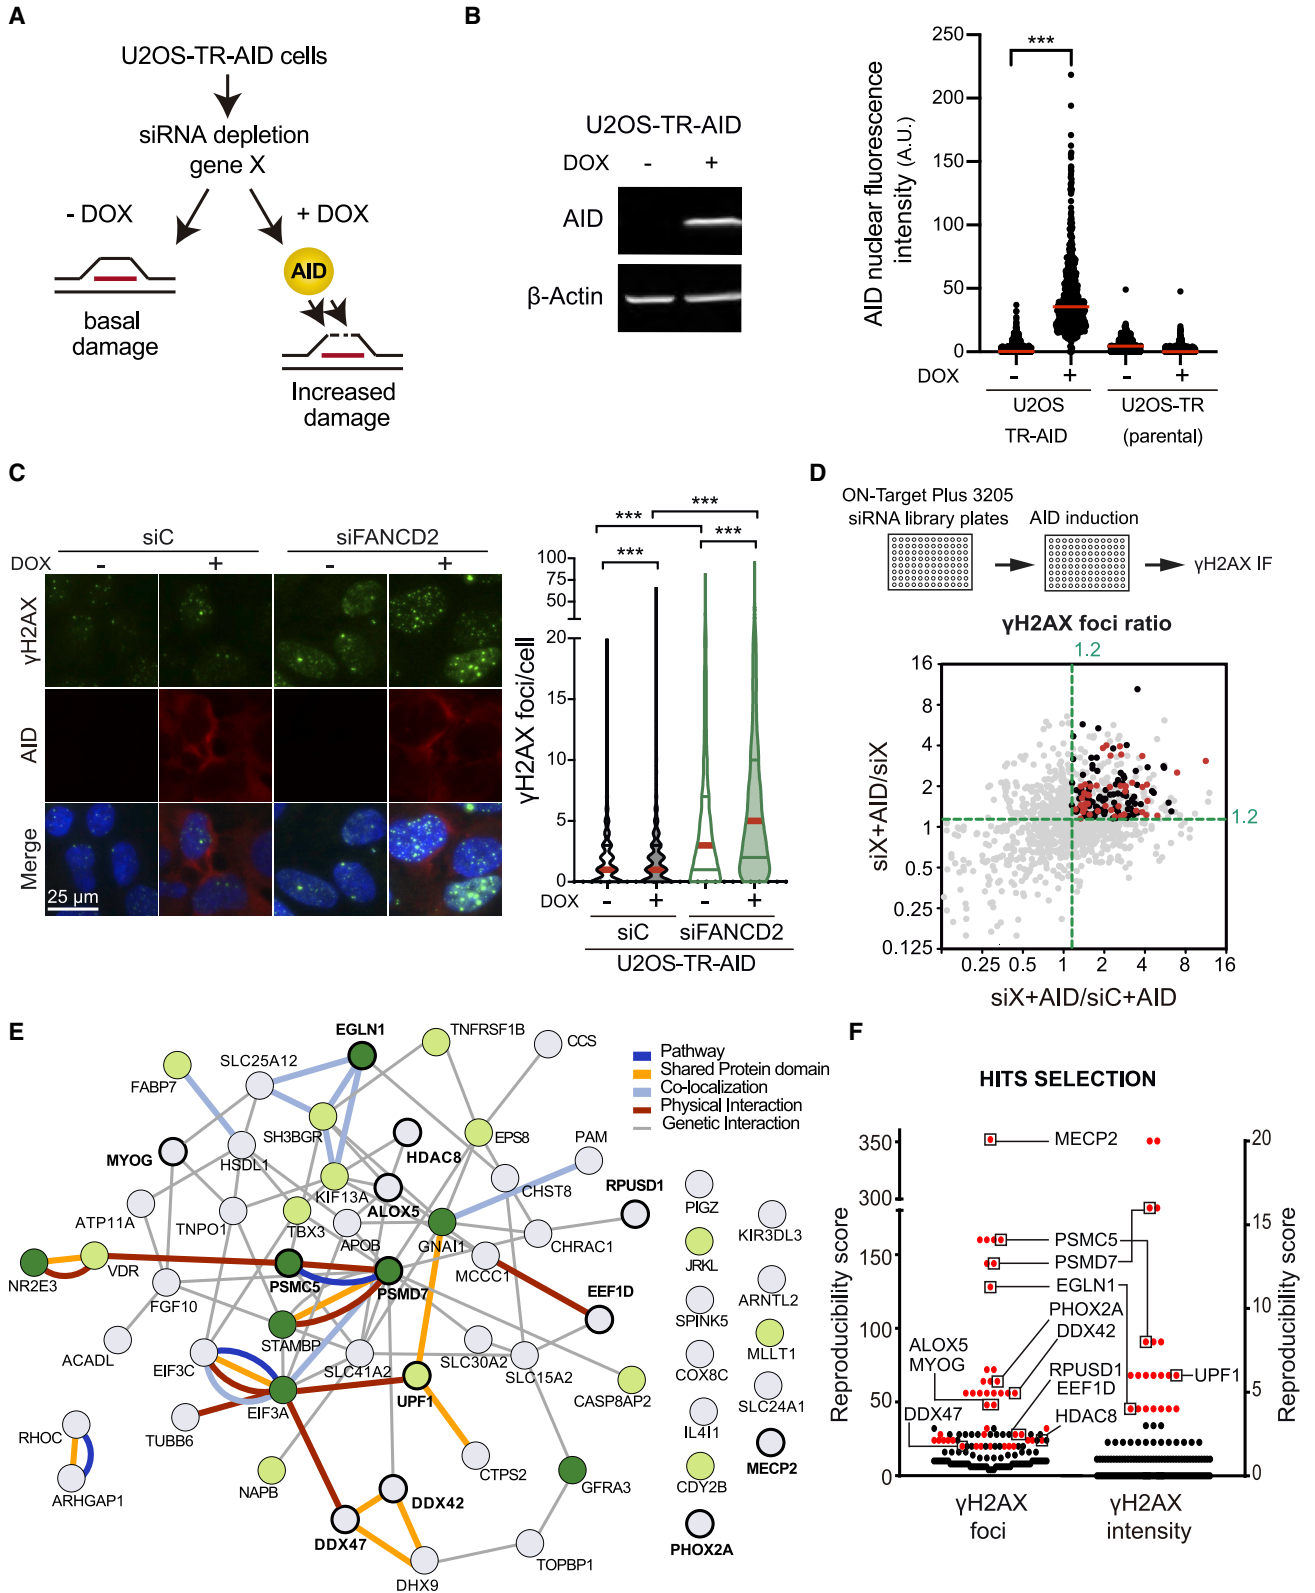 A
U2OS-TR-AID cells
siRNA depletion
gene X
- DOX
+ DOX
AID
basal
damage
Increased
damage
B
U2OS-TR-AID
DOX - +
AID
β-Actin
AID nuclear fluorescence
intensity (A.U.)
250
200
150
100
50
0
***
DOX - + - +
U2OS
TR-AID
U2OS-TR
(parental)
C
siC
siFANCD2
DOX - + - +
γH2AX
AID
Merge
25 µm
γH2AX foci/cell
100
75
50
25
20
15
10
5
0
***
***
***
***
DOX - + - +
siC
siFANCD2
U2OS-TR-AID
D
ON-Target Plus 3205
siRNA library plates
AID induction
γH2AX IF
γH2AX foci ratio
1.2
1.2
siX+AID/siX
16
8
4
2
1
0.5
0.25
0.125
0.25 0.5 1 2 4 8 16
siX+AID/siC+AID
E
Pathway
Shared Protein domain
Co-localization
Physical Interaction
Genetic Interaction
EGLN1
TNFRSF1B
CCS
SLC25A12
FABP7
SH3BGR
EPS8
PAM
MYOG
HSDL1
HDAC8
KIF13A
CHST8
RPUSD1
ALOX5
ATP11A
TNPO1
TBX3
APOB
GNAI1
CHRAC1
NR2E3
VDR
PSMC5
PSMD7
MCCC1
EEF1D
FGF10
STAMBP
ACADL
EIF3C
SLC41A2
SLC30A2
SLC15A2
UPF1
CASP8AP2
EIF3A
TUBB6
RHOC
ARHGAP1
NAPB
CTPS2
GFRA3
DDX42
DDX47
DHX9
TOPBP1
PIGZ
KIR3DL3
JRKL
ARNTL2
SPINK5
MLLT1
COX8C
SLC24A1
IL4I1
MECP2
CDY2B
PHOX2A
F
HITS SELECTION
Reproducibility score
350
300
150
100
50
0
MECP2
PSMC5
PSMD7
EGLN1
PHOX2A
DDX42
ALOX5
MYOG
RPUSD1
EEF1D
UPF1
DDX47
HDAC8
20
15
10
5
0
Reproducibility score
γH2AX
foci
γH2AX
intensity